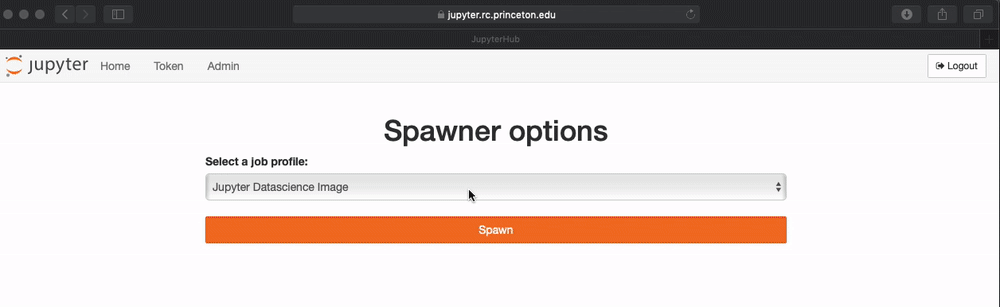 jupyter.rc.princeton.edu
JupyterHub
jupyter Home Token Admin Logout
Spawner options
Select a job profile:
Jupyter Datascience Image
Spawn